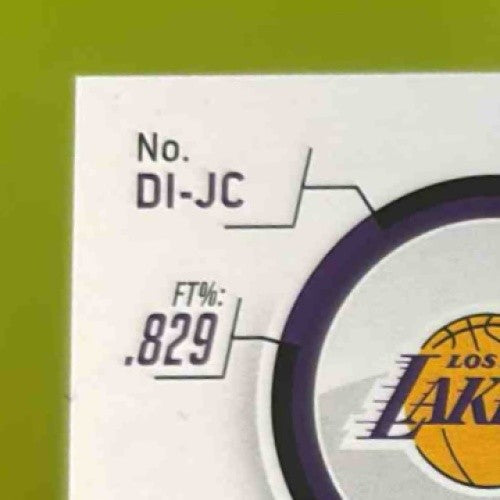 No.
DI-JC
FT%:
.829
LOS
LAKE